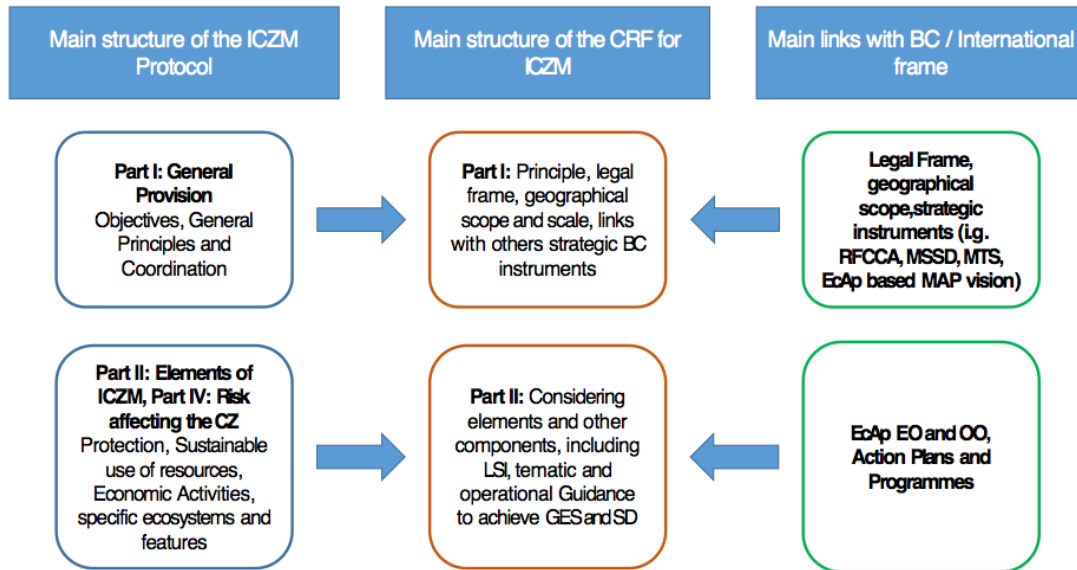 Main structure of the ICZM
Protocol
Main structure of the CRF for
ICZM
Main links with BC / International
frame
Part I: General
Provision
Objectives, General
Principles and
Coordination
Part I: Principle, legal
frame, geographical
scope and scale, links
with others strategic BC
instruments
Legal Frame,
geographical
scope,strategic
instruments (i.g.
RFCCA, MSSD, MTS,
EcAp based MAP vision)
Part II: Elements of
ICZM, Part IV: Risk
affecting the CZ
Protection, Sustainable
use of resources,
Economic Activities,
specific ecosystems and
features
Part II: Considering
elements and other
components, including
LSI, tematic and
operational Guidance
to achieve GES and SD
EcAp EO and OO,
Action Plans and
Programmes